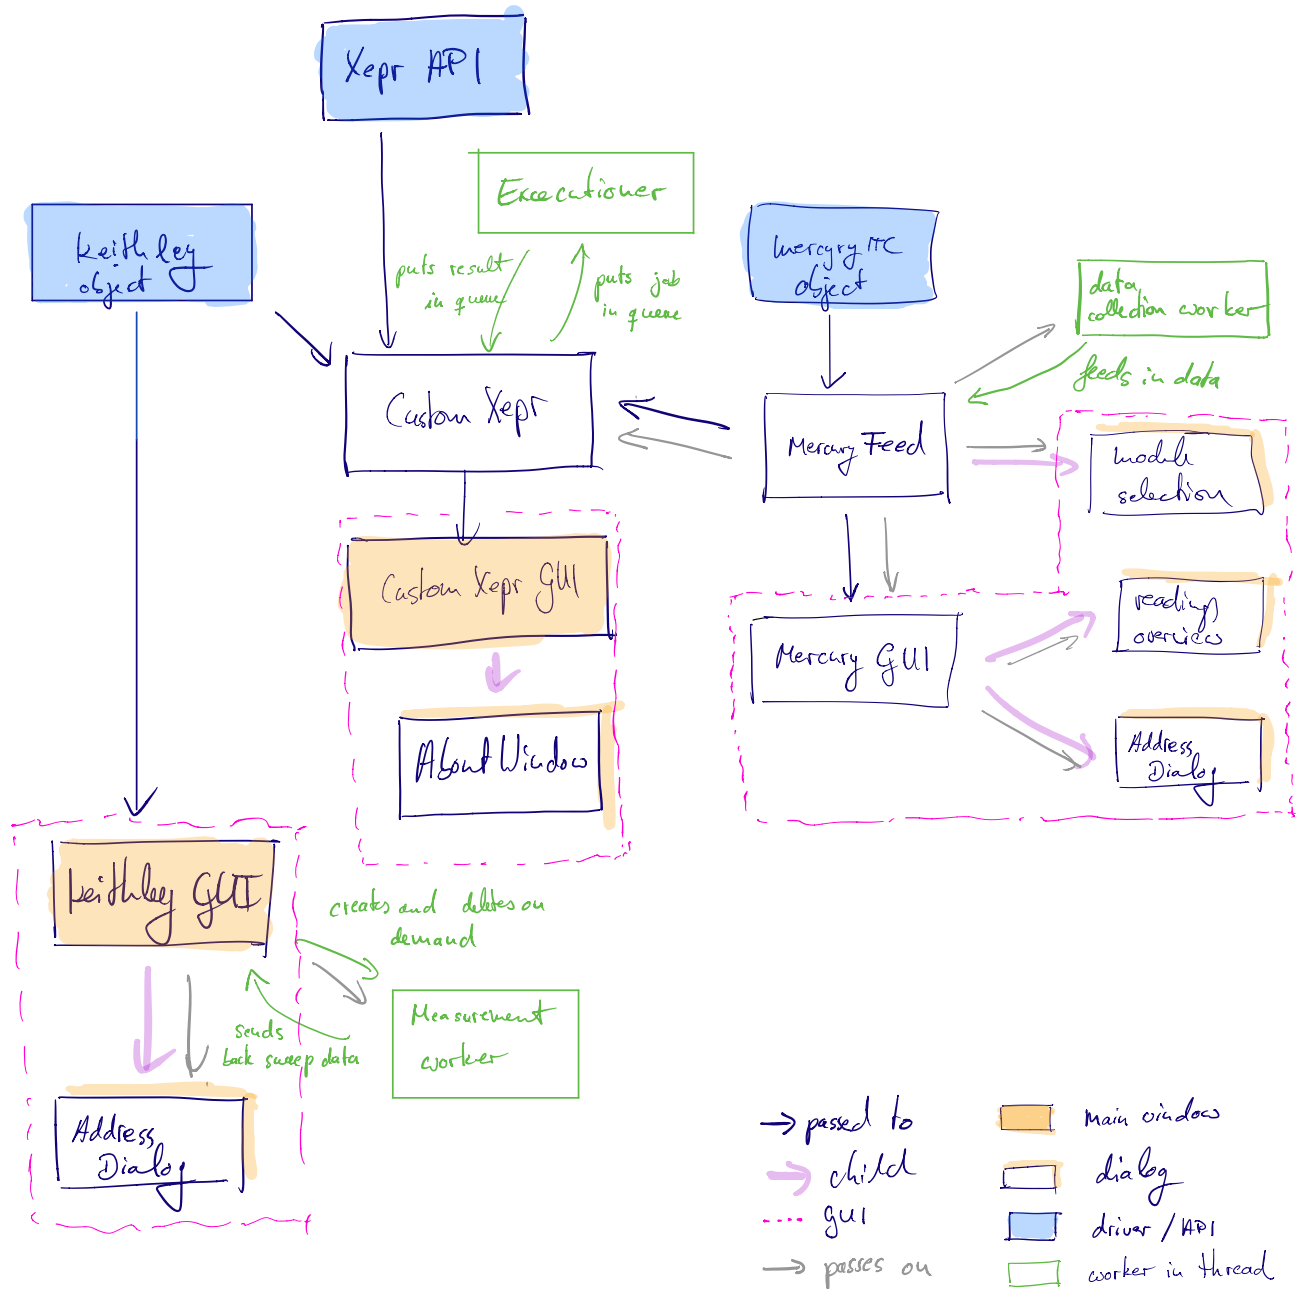 Xepr API
Excecutioner
keithley
object
mercyry ITC
object
puts result
in queue
puts job
in queue
data
collection worker
feeds in data
Custom Xepr
Mercury Feed
module
selection
Custom Xepr GUI
readings
overview
Mercury GUI
About Window
Address
Dialog
keithley GUI
creates and deletes on
demand
Measurement
worker
sends
back sweep data
Address
Dialog
passed to
child
gui
passes on
main window
dialog
driver / API
worker in thread